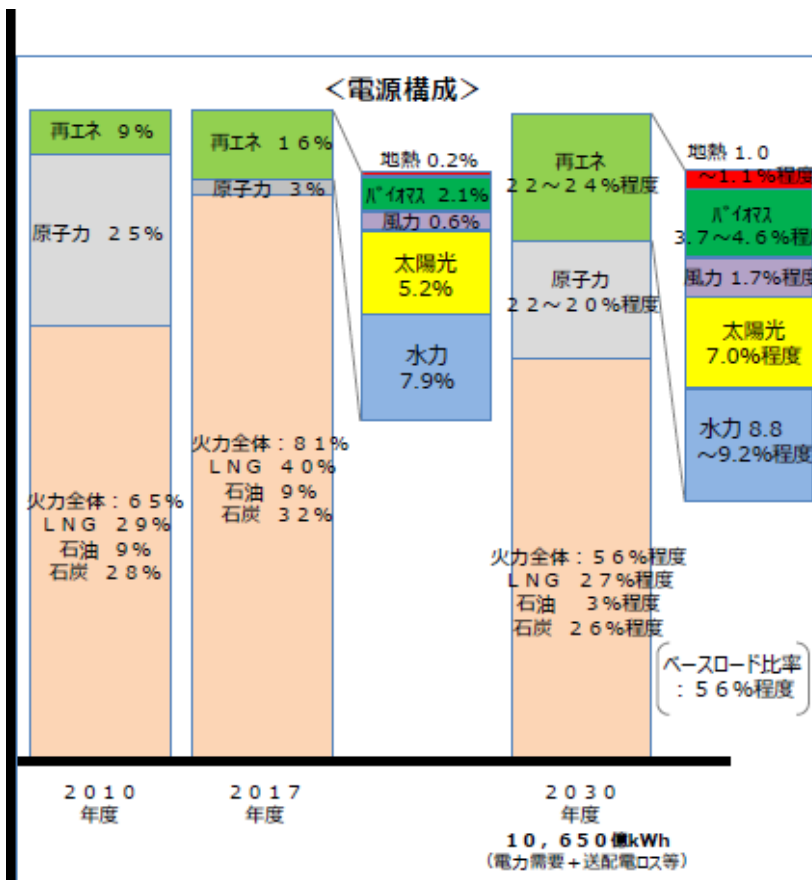 ＜電源構成＞
再エネ ９％
原子力 ２５％
火力全体：６５％
ＬＮＧ ２９％
石油 ９％
石炭 ２８％
２０１０
年度
再エネ １６％
原子力 ３％
火力全体：８１％
ＬＮＧ ４０％
石油 ９％
石炭 ３２％
２０１７
年度
地熱 0.2%
バイオマス 2.1%
風力 0.6%
太陽光
5.2%
水力
7.9%
再エネ
２２～２４％程度
原子力
２２～２０％程度
火力全体：５６％程度
ＬＮＧ ２７％程度
石油 ３％程度
石炭 ２６％程度
２０３０
年度
１０，６５０億kWh
（電力需要＋送配電ロス等）
地熱 1.0
～1.1%程度
バイオマス
3.7～4.6%程度
風力 1.7%程度
太陽光
7.0%程度
水力 8.8
～9.2%程度
ベースロード比率
：５６％程度